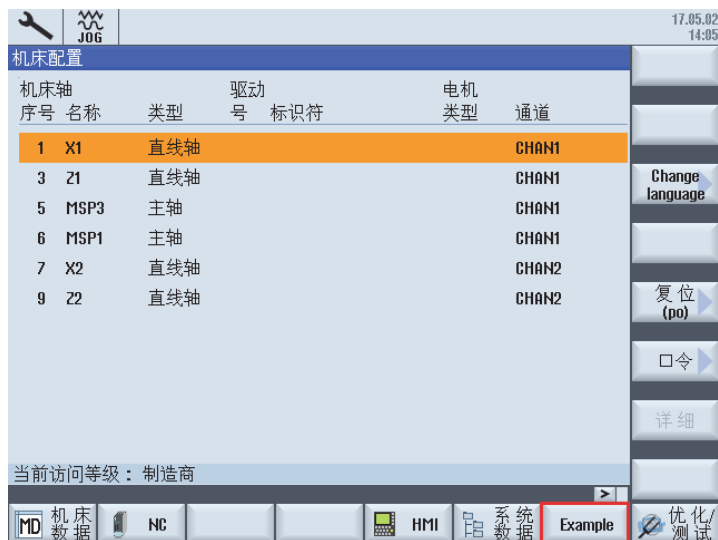 JOG
17.05.02
14:05
机床配置
机床轴 驱动 电机
序号 名称 类型 号 标识符 类型 通道
1 X1 直线轴 CHAN1
3 Z1 直线轴 CHAN1
5 MSP3 主轴 CHAN1
6 MSP1 主轴 CHAN1
7 X2 直线轴 CHAN2
9 Z2 直线轴 CHAN2
当前访问等级：制造商
Change
language
复位
(po)
口令
详细
>
MD 机床
数据
NC
HMI
系统
数据
Example
优化/
测试